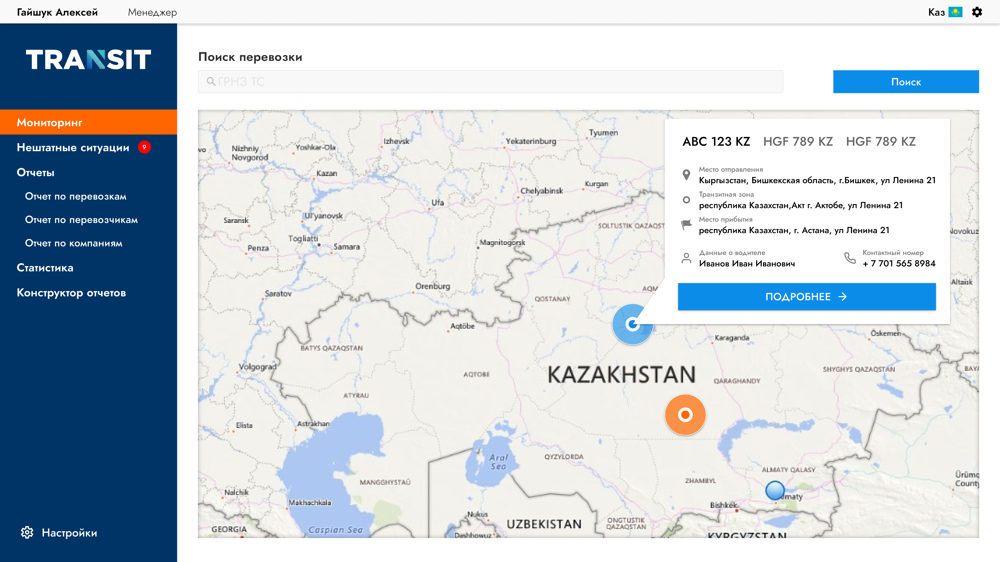 Гайшук Алексей
Менеджер
Каз
TRANSIT
Мониторинг
Нештатные ситуации 9
Отчеты
Отчет по перевозкам
Отчет по перевозчикам
Отчет по компаниям
Статистика
Конструктор отчетов
Настройки
Поиск перевозки
ГРНЗ ТС
Поиск
ABC 123 KZ HGF 789 KZ HGF 789 KZ
Место отправления
Кыргызстан, Бишкекская область, г.Бишкек, ул Ленина 21
Транзитная зона
республика Казахстан,Акт г. Актобе, ул Ленина 21
Место прибытия
республика Казахстан, г. Астана, ул Ленина 21
Данные о водителе
Иванов Иван Иванович
Контактный номер
+ 7 701 565 8984
ПОДРОБНЕЕ
Tyumen
Izhevsk
Yekaterinburg
Nizhniy
Novgorod
Yoshkar-Ola
Kazan
Kurgan
Chelyabinsk
Ufa
Ul'yanovsk
Saransk
SOLTUSTIK QAZAQST
Novokuz
Togliatti
Samara
Magnitogorsk
Penza
Altaisk
Orenburg
Saratov
AQM
QOSTANAY
Aqtöbe
Öskemen
Karaganda
BATYS QAZAQSTAN
Volgograd
SHYGHYS QAZAQSTAN
BAYA
KAZAKHSTAN
AQTOBE
QARAGHANDY
ATYRAU
Astrakhan
Elista
Aral
Sea
QYZYLORDA
ALMATY QALASY
ZHAMBYL
Ürümq
County
MANGGHYSTAŪ
Nalchik
lmaty
Makhachkala
Bishkek
Nukus
UZBEKISTAN
ONGTUSTIK
QAZAQSTAN
GEORGIA
Caspian Sea
Dashhowuz
KYRGYZSTAN